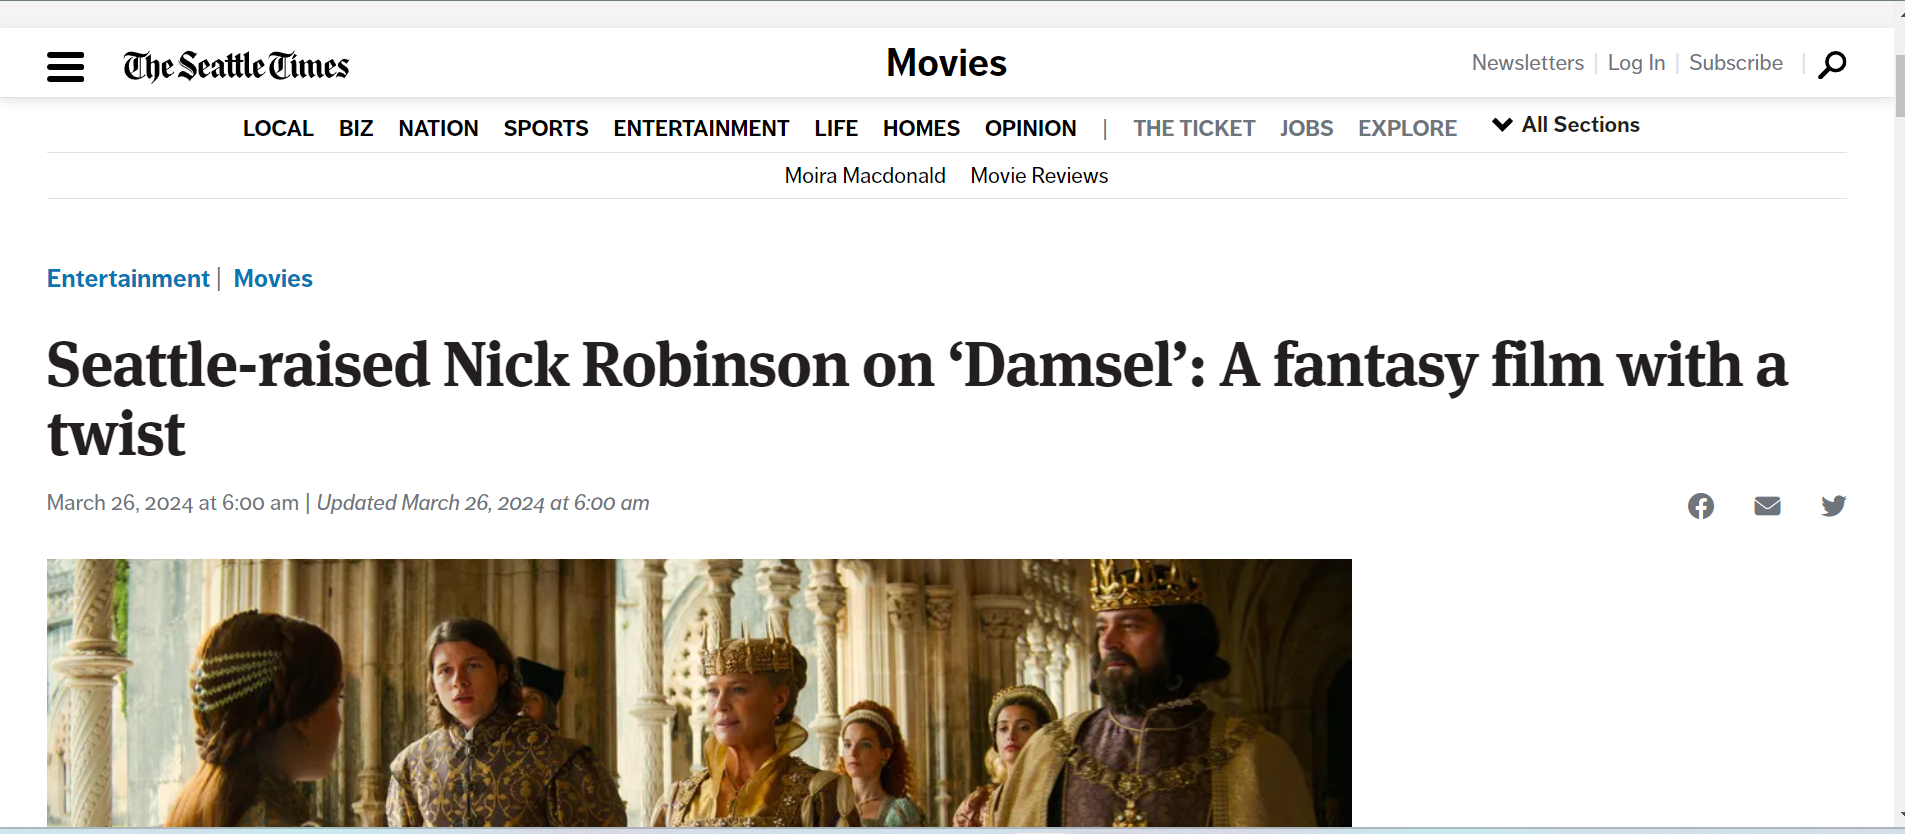 The Seattle Times
Movies
Newsletters | Log In | Subscribe |
LOCAL BIZ NATION SPORTS ENTERTAINMENT LIFE HOMES OPINION | THE TICKET JOBS EXPLORE All Sections
Moira Macdonald Movie Reviews
Entertainment | Movies
Seattle-raised Nick Robinson on ‘Damsel’: A fantasy film with a
twist
March 26, 2024 at 6:00 am | Updated March 26, 2024 at 6:00 am